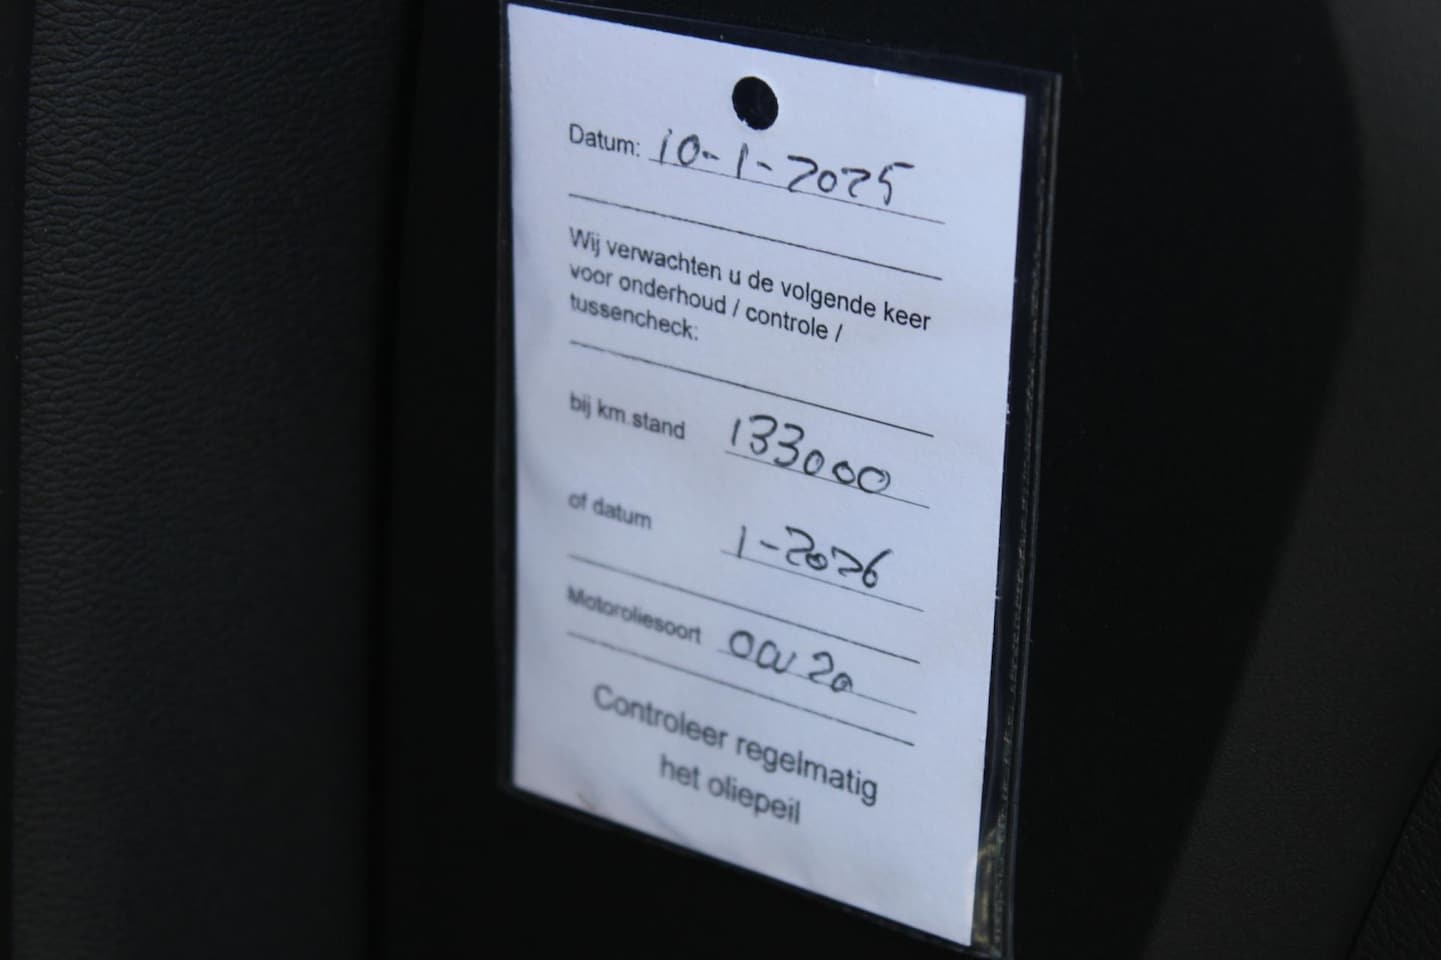 Datum: 10-1-2025
Wij verwachten u de volgende keer
voor onderhoud / controle /
tussencheck:
bij km.stand 133000
of datum 1-2026
Motoroliesoort 0W20
Controleer regelmatig
het oliepeil